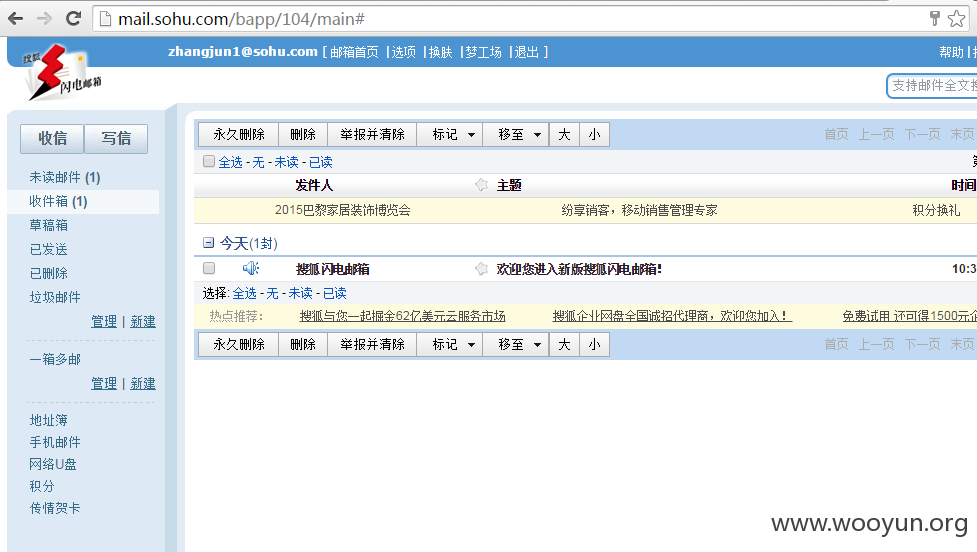 mail.sohu.com/bapp/104/main#
zhangjun1@sohu.com [ 邮箱首页 |选项 |换肤 |梦工场 |退出 ]
帮助 |
搜狐
闪电邮箱
支持邮件全文
收信 写信
永久删除 删除 举报并清除 标记 移至 大 小 首页 上一页 下一页 末页
全选 - 无 - 未读 - 已读
发件人 主题 时间
2015巴黎家居装饰博览会 纷享销客，移动销售管理专家 积分换礼
今天(1封)
搜狐闪电邮箱 欢迎您进入新版搜狐闪电邮箱! 10:3
选择: 全选 - 无 - 未读 - 已读
热点推荐： 搜狐与您一起掘金62亿美元云服务市场 搜狐企业网盘全国诚招代理商，欢迎您加入！ 免费试用 还可得1500元
永久删除 删除 举报并清除 标记 移至 大 小 首页 上一页 下一页 末页
未读邮件 (1)
收件箱 (1)
草稿箱
已发送
已删除
垃圾邮件
管理 | 新建
一箱多邮
管理 | 新建
地址簿
手机邮件
网络U盘
积分
传情贺卡
www.wooyun.org